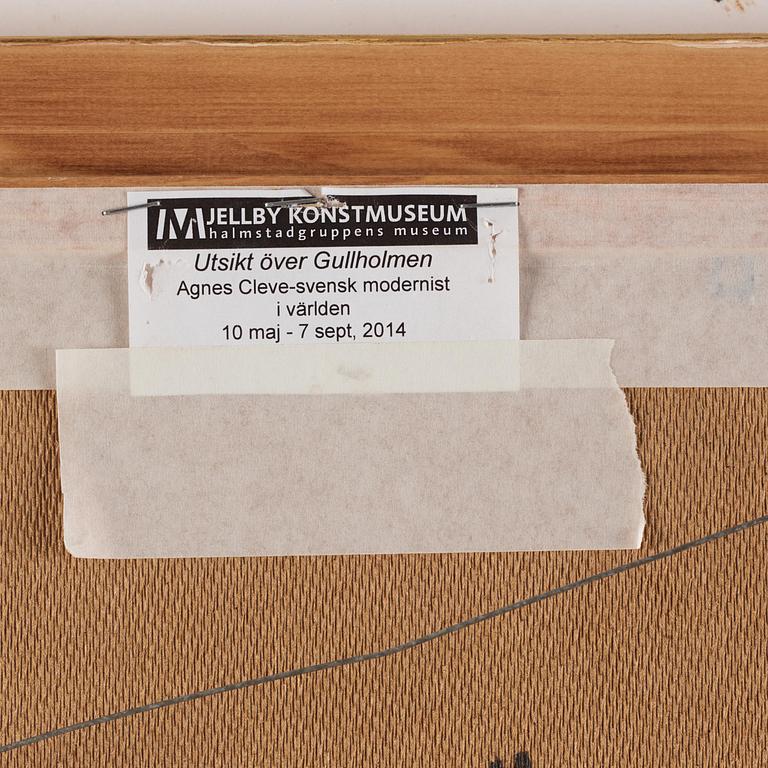 MJELLBY KONSTMUSEUM
halmstadgruppens museum
Utsikt över Gullholmen
Agnes Cleve-svensk modernist
i världen
10 maj - 7 sept, 2014